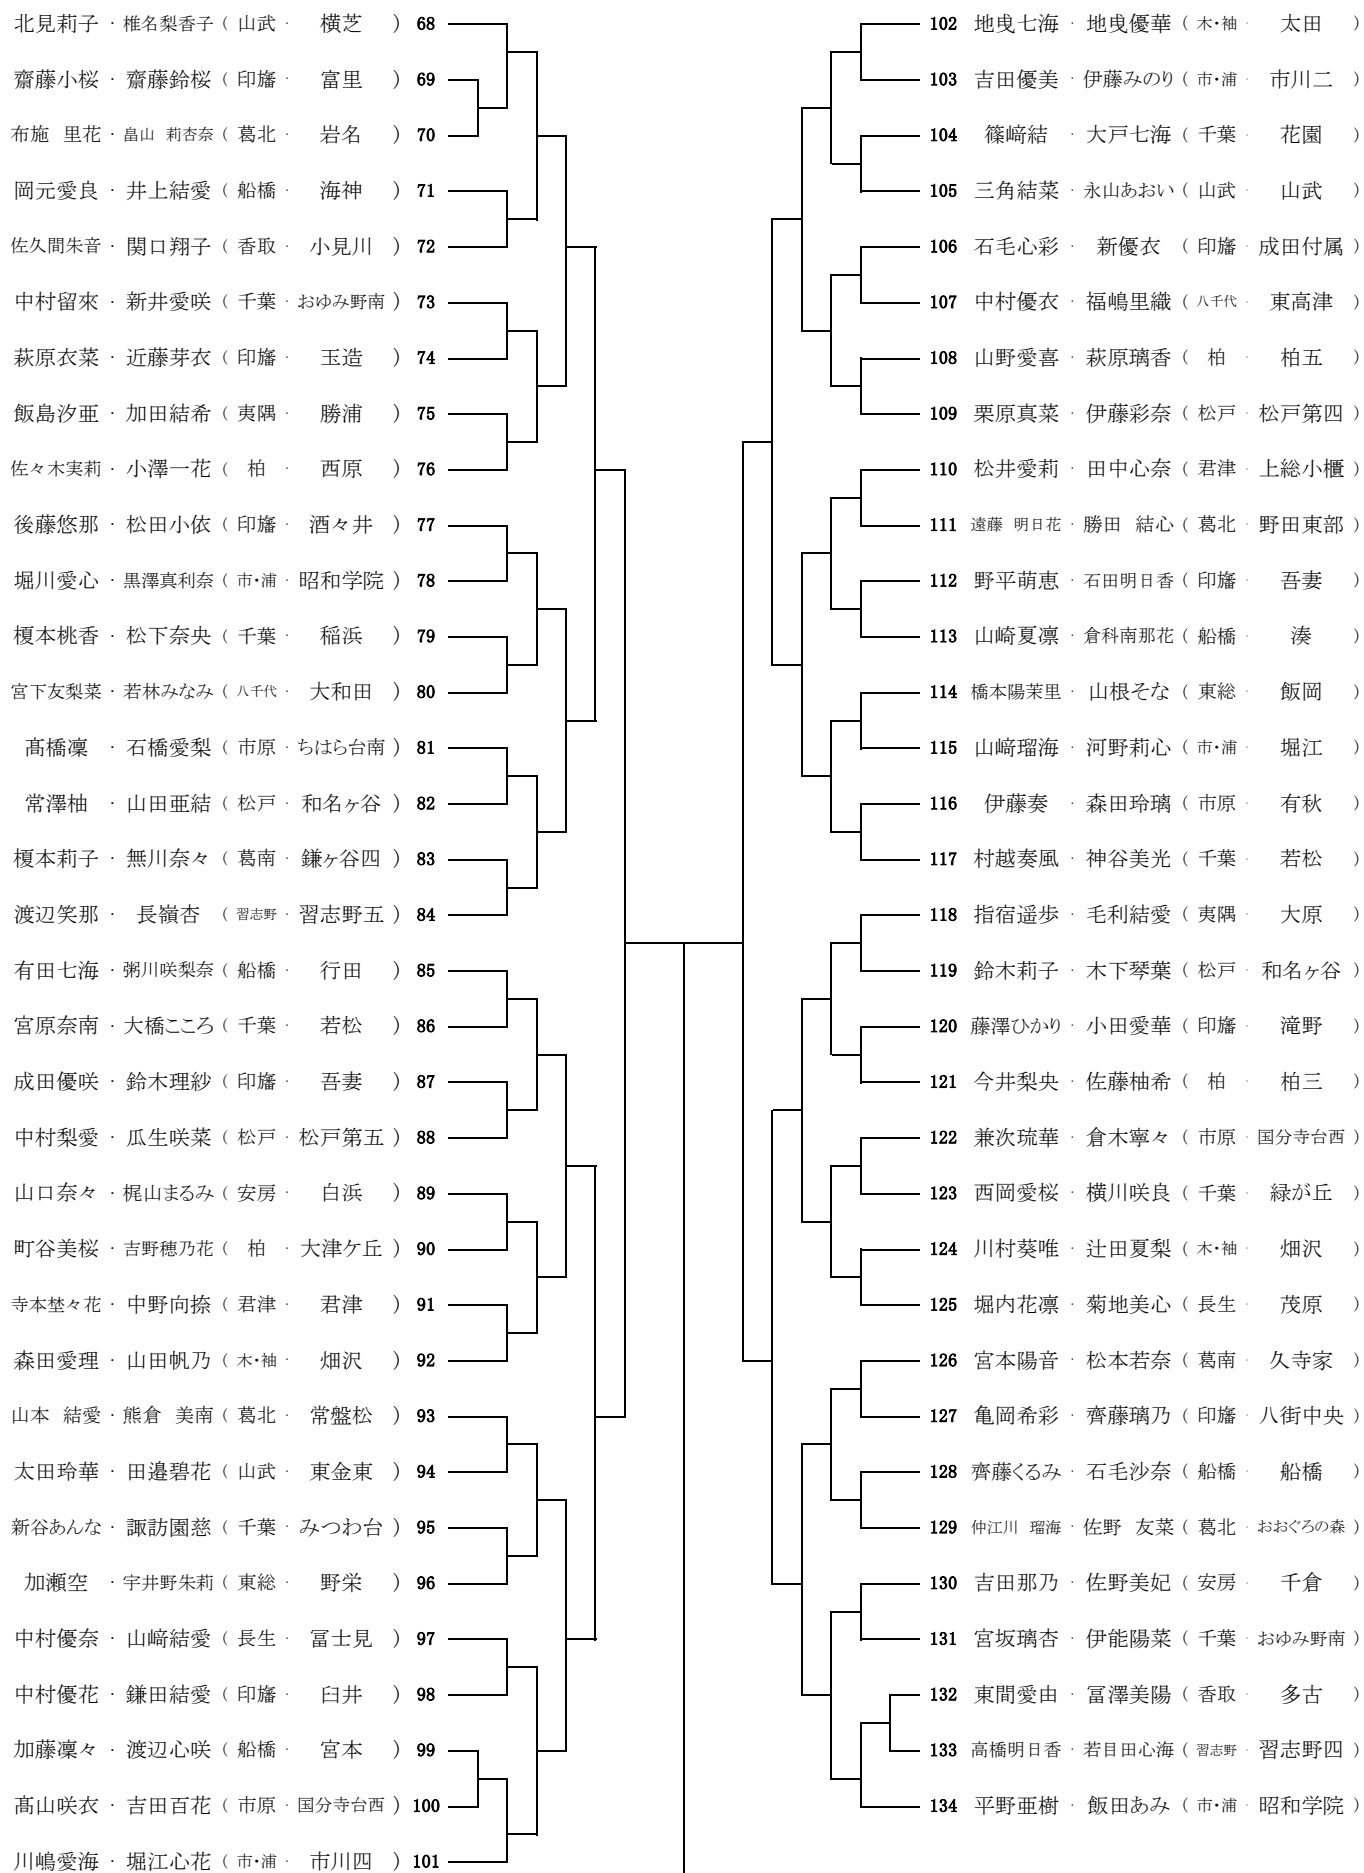 北見莉子 ・ 椎名梨香子 ( 山武 ・ 横芝 ) 68
齋藤小桜 ・ 齋藤鈴桜 ( 印旛 ・ 富里 ) 69
布施 里花 ・ 畠山 莉杏奈 ( 葛北 ・ 岩名 ) 70
岡元愛良 ・ 井上結愛 ( 船橋 ・ 海神 ) 71
佐久間朱音 ・ 関口翔子 ( 香取 ・ 小見川 ) 72
中村留來 ・ 新井愛咲 ( 千葉 ・ おゆみ野南 ) 73
萩原衣菜 ・ 近藤芽衣 ( 印旛 ・ 玉造 ) 74
飯島汐亜 ・ 加田結希 ( 夷隅 ・ 勝浦 ) 75
佐々木実莉 ・ 小澤一花 ( 柏 ・ 西原 ) 76
後藤悠那 ・ 松田小依 ( 印旛 ・ 酒々井 ) 77
堀川愛心 ・ 黒澤真利奈 ( 市・浦 ・ 昭和学院 ) 78
榎本桃香 ・ 松下奈央 ( 千葉 ・ 稲浜 ) 79
宮下友梨菜 ・ 若林みなみ ( 八千代 ・ 大和田 ) 80
髙橋凜 ・ 石橋愛梨 ( 市原 ・ ちはら台南 ) 81
常澤柚 ・ 山田亜結 ( 松戸 ・ 和名ヶ谷 ) 82
榎本莉子 ・ 無川奈々 ( 葛南 ・ 鎌ヶ谷四 ) 83
渡辺笑那 ・ 長嶺杏 ( 習志野 ・ 習志野五 ) 84
有田七海 ・ 粥川咲梨奈 ( 船橋 ・ 行田 ) 85
宮原奈南 ・ 大橋こころ ( 千葉 ・ 若松 ) 86
成田優咲 ・ 鈴木理紗 ( 印旛 ・ 吾妻 ) 87
中村梨愛 ・ 瓜生咲菜 ( 松戸 ・ 松戸第五 ) 88
山口奈々 ・ 梶山まるみ ( 安房 ・ 白浜 ) 89
町谷美桜 ・ 吉野穂乃花 ( 柏 ・ 大津ケ丘 ) 90
寺本埜々花 ・ 中野向捺 ( 君津 ・ 君津 ) 91
森田愛理 ・ 山田帆乃 ( 木・袖 ・ 畑沢 ) 92
山本 結愛 ・ 熊倉 美南 ( 葛北 ・ 常盤松 ) 93
太田玲華 ・ 田邉碧花 ( 山武 ・ 東金東 ) 94
新谷あんな ・ 諏訪園慈 ( 千葉 ・ みつわ台 ) 95
加瀬空 ・ 宇井野朱莉 ( 東総 ・ 野栄 ) 96
中村優奈 ・ 山﨑結愛 ( 長生 ・ 冨士見 ) 97
中村優花 ・ 鎌田結愛 ( 印旛 ・ 臼井 ) 98
加藤凜々 ・ 渡辺心咲 ( 船橋 ・ 宮本 ) 99
髙山咲衣 ・ 吉田百花 ( 市原 ・ 国分寺台西 ) 100
川嶋愛海 ・ 堀江心花 ( 市・浦 ・ 市川四 ) 101
102 地曵七海 ・ 地曵優華 ( 木・袖 ・ 太田 )
103 吉田優美 ・ 伊藤みのり ( 市・浦 ・ 市川二 )
104 篠﨑結 ・ 大戸七海 ( 千葉 ・ 花園 )
105 三角結菜 ・ 永山あおい ( 山武 ・ 山武 )
106 石毛心彩 ・ 新優衣 ( 印旛 ・ 成田付属 )
107 中村優衣 ・ 福嶋里織 ( 八千代 ・ 東高津 )
108 山野愛喜 ・ 萩原璃香 ( 柏 ・ 柏五 )
109 栗原真菜 ・ 伊藤彩奈 ( 松戸 ・ 松戸第四 )
110 松井愛莉 ・ 田中心奈 ( 君津 ・ 上総小櫃 )
111 遠藤 明日花 ・ 勝田 結心 ( 葛北 ・ 野田東部 )
112 野平萌恵 ・ 石田明日香 ( 印旛 ・ 吾妻 )
113 山崎夏凛 ・ 倉科南那花 ( 船橋 ・ 湊 )
114 橋本陽茉里 ・ 山根そな ( 東総 ・ 飯岡 )
115 山﨑瑠海 ・ 河野莉心 ( 市・浦 ・ 堀江 )
116 伊藤奏 ・ 森田玲璃 ( 市原 ・ 有秋 )
117 村越奏風 ・ 神谷美光 ( 千葉 ・ 若松 )
118 指宿遥歩 ・ 毛利結愛 ( 夷隅 ・ 大原 )
119 鈴木莉子 ・ 木下琴葉 ( 松戸 ・ 和名ヶ谷 )
120 藤澤ひかり ・ 小田愛華 ( 印旛 ・ 滝野 )
121 今井梨央 ・ 佐藤柚希 ( 柏 ・ 柏三 )
122 兼次琉華 ・ 倉木寧々 ( 市原 ・ 国分寺台西 )
123 西岡愛桜 ・ 横川咲良 ( 千葉 ・ 緑が丘 )
124 川村葵唯 ・ 辻田夏梨 ( 木・袖 ・ 畑沢 )
125 堀内花凛 ・ 菊地美心 ( 長生 ・ 茂原 )
126 宮本陽音 ・ 松本若奈 ( 葛南 ・ 久寺家 )
127 亀岡希彩 ・ 齊藤璃乃 ( 印旛 ・ 八街中央 )
128 齊藤くるみ ・ 石毛沙奈 ( 船橋 ・ 船橋 )
129 仲江川 瑠海 ・ 佐野 友菜 ( 葛北 ・ おおぐろの森 )
130 吉田那乃 ・ 佐野美妃 ( 安房 ・ 千倉 )
131 宮坂璃杏 ・ 伊能陽菜 ( 千葉 ・ おゆみ野南 )
132 東間愛由 ・ 冨澤美陽 ( 香取 ・ 多古 )
133 高橋明日香 ・ 若目田心海 ( 習志野 ・ 習志野四 )
134 平野亜樹 ・ 飯田あみ ( 市・浦 ・ 昭和学院 )